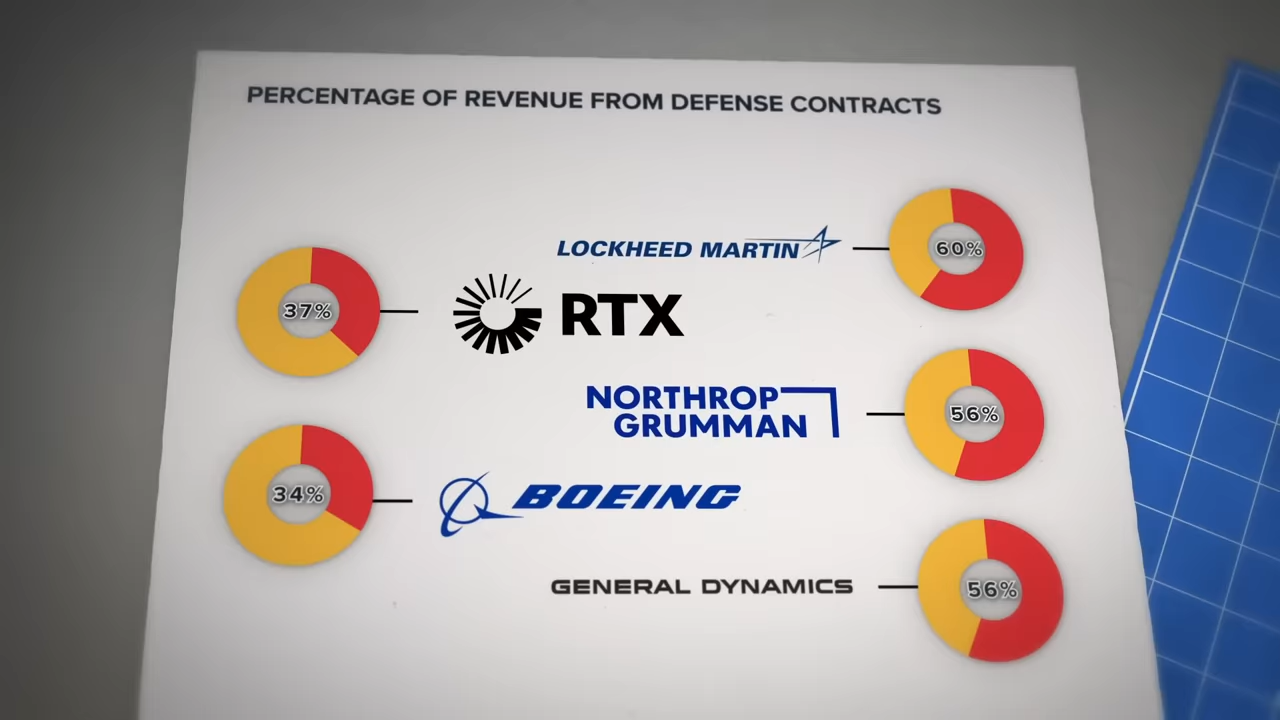 PERCENTAGE OF REVENUE FROM DEFENSE CONTRACTS
LOCKHEED MARTIN
60%
37%
RTX
NORTHROP
GRUMMAN
56%
34%
BOEING
GENERAL DYNAMICS
56%